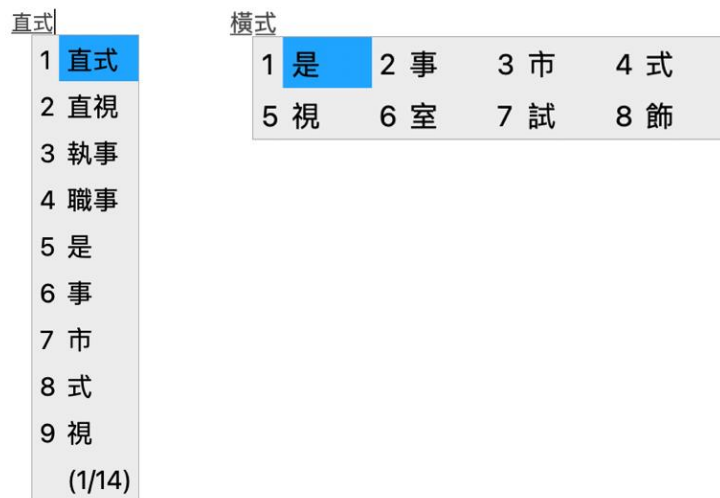 直式
1 直式
2 直視
3 執事
4 職事
5 是
6 事
7 市
8 式
9 視
(1/14)
橫式
1 是 2 事 3 市 4 式
5 視 6 室 7 試 8 飾